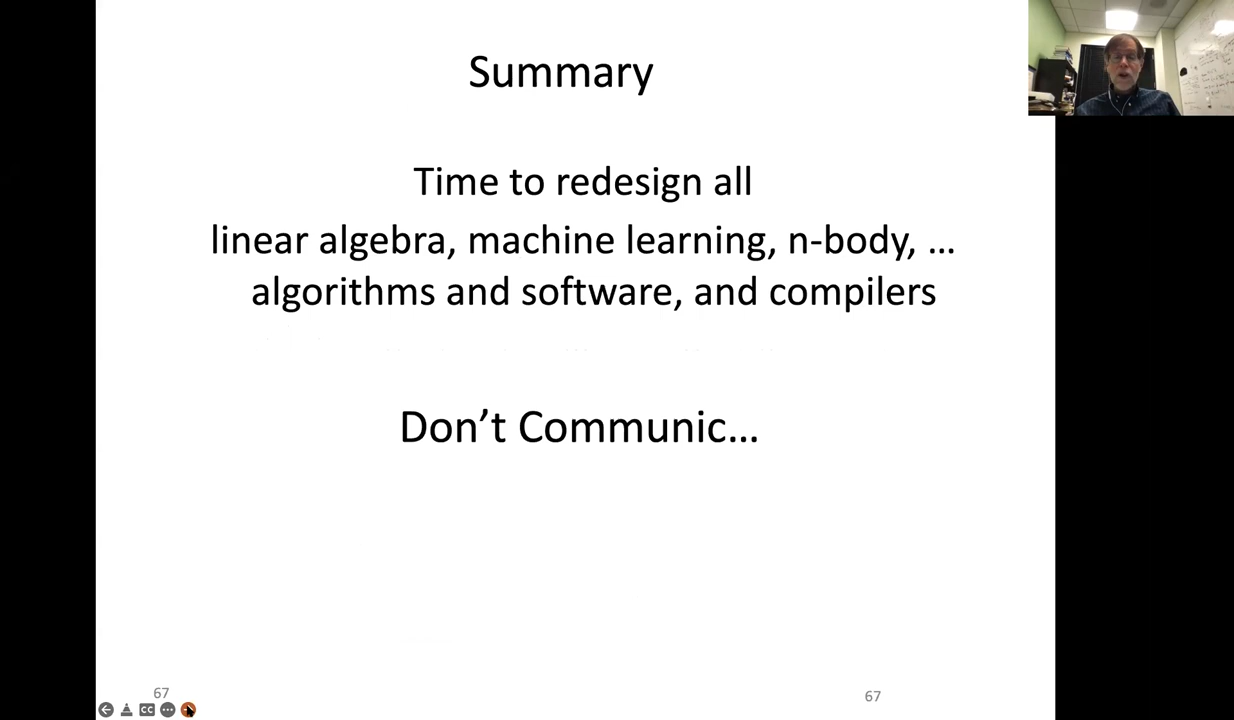 Summary
Time to redesign all
linear algebra, machine learning, n-body, …
algorithms and software, and compilers
Don’t Communic…
67
67
CC